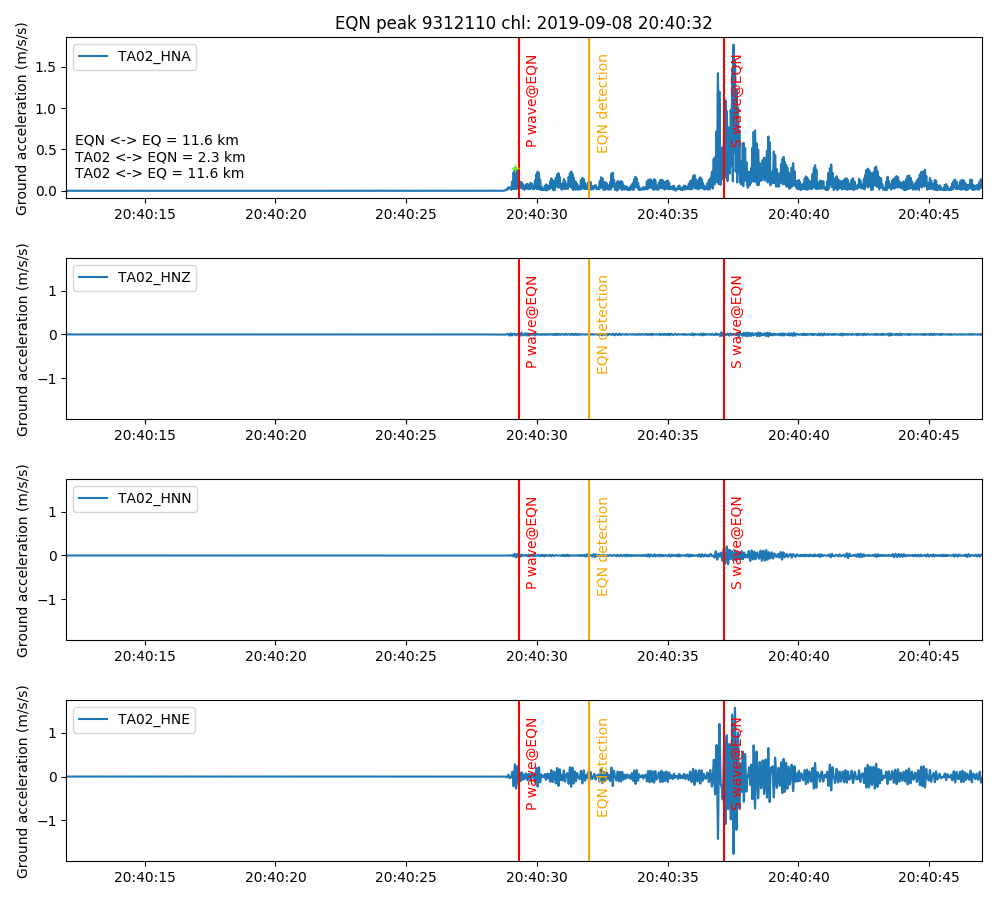 EQN peak 9312110 chl: 2019-09-08 20:40:32
Ground acceleration (m/s/s)
1.5
1.0
0.5
0.0
TA02_HNA
EQN <-> EQ = 11.6 km
TA02 <-> EQN = 2.3 km
TA02 <-> EQ = 11.6 km
P wave@EQN
EQN detection
S wave@EQN
20:40:15 20:40:20 20:40:25 20:40:30 20:40:35 20:40:40 20:40:45
Ground acceleration (m/s/s)
1
0
−1
TA02_HNZ
P wave@EQN
EQN detection
S wave@EQN
20:40:15 20:40:20 20:40:25 20:40:30 20:40:35 20:40:40 20:40:45
Ground acceleration (m/s/s)
1
0
−1
TA02_HNN
P wave@EQN
EQN detection
S wave@EQN
20:40:15 20:40:20 20:40:25 20:40:30 20:40:35 20:40:40 20:40:45
Ground acceleration (m/s/s)
1
0
−1
TA02_HNE
P wave@EQN
EQN detection
S wave@EQN
20:40:15 20:40:20 20:40:25 20:40:30 20:40:35 20:40:40 20:40:45